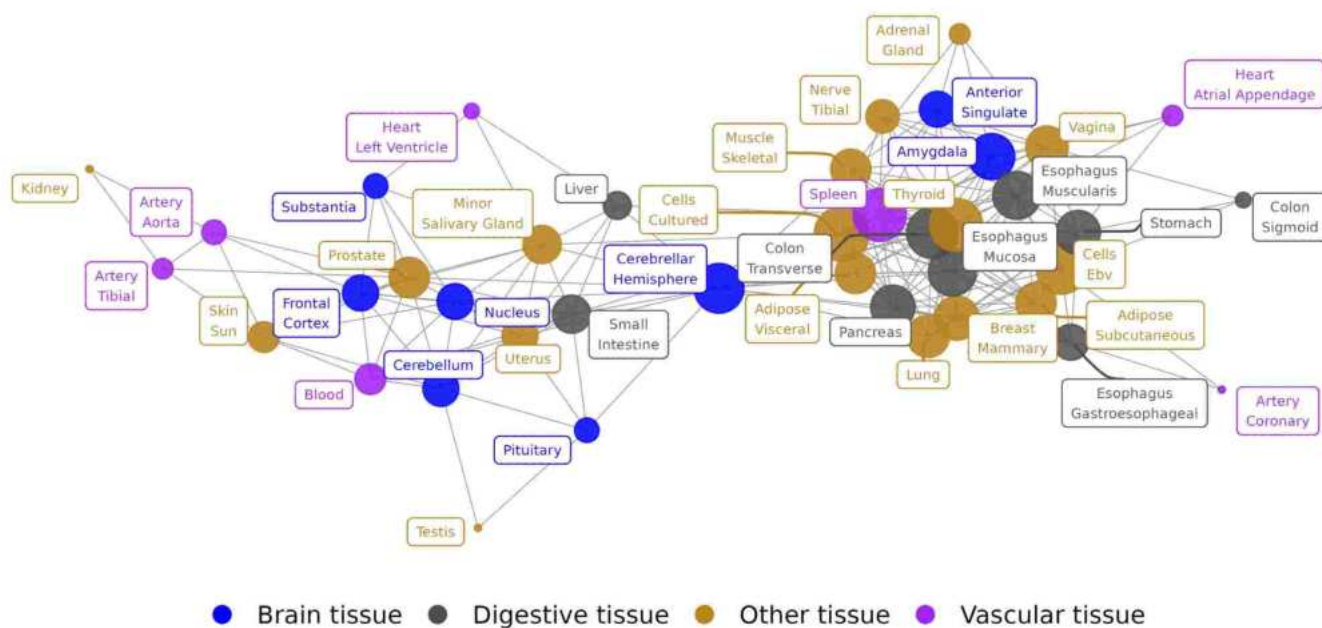 Adrenal
Gland
Heart
Atrial Appendage
Nerve
Tibial
Anterior
Singulate
Heart
Left Ventricle
Muscle
Skeletal
Vagina
Amygdala
Kidney
Artery
Aorta
Substantia
Minor
Salivary Gland
Liver
Cells
Cultured
Spleen
Thyroid
Esophagus
Muscularis
Stomach
Colon
Sigmoid
Artery
Tibial
Prostate
Cerebrellar
Hemisphere
Colon
Transverse
Esophagus
Mucosa
Cells
Ebv
Skin
Sun
Frontal
Cortex
Nucleus
Small
Intestine
Adipose
Visceral
Pancreas
Breast
Mammary
Adipose
Subcutaneous
Cerebellum
Uterus
Blood
Lung
Esophagus
Gastroesophageal
Artery
Coronary
Pituitary
Testis
Brain tissue
Digestive tissue
Other tissue
Vascular tissue